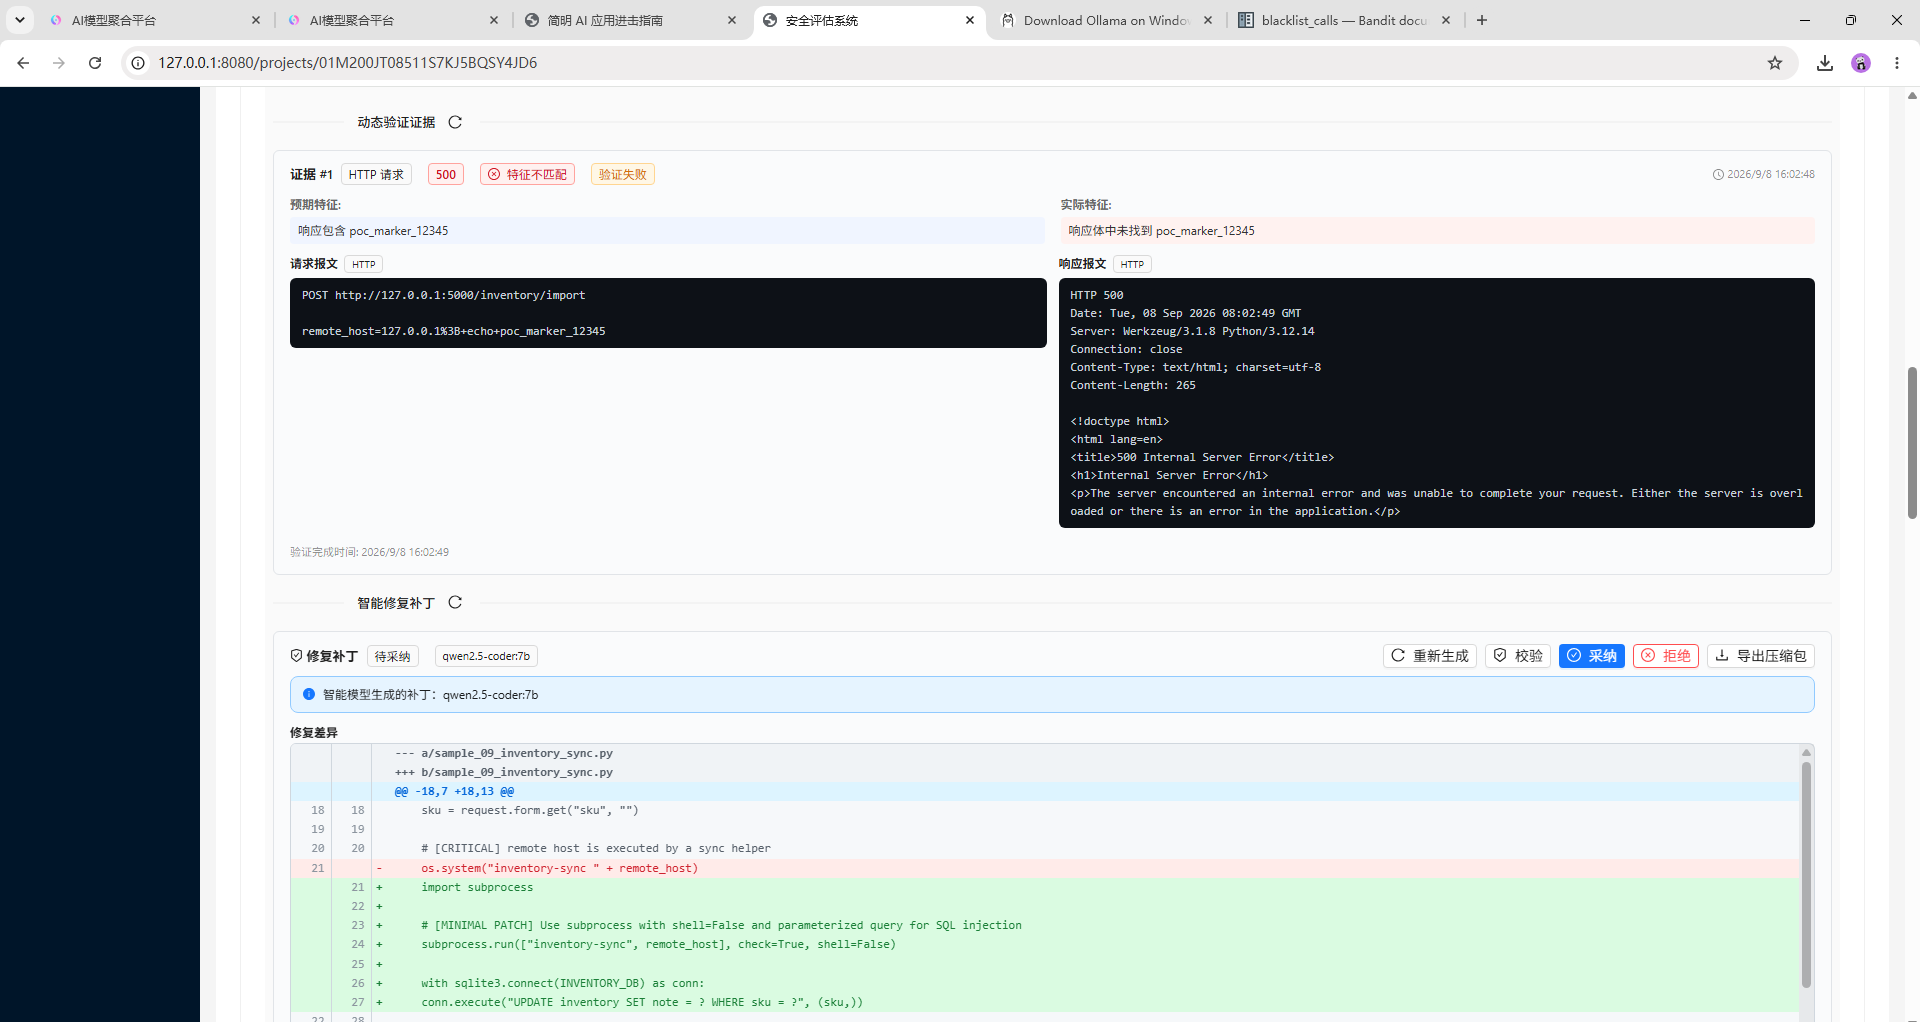 AI模型聚合平台
AI模型聚合平台
简明 AI 应用进击指南
安全评估系统
Download Ollama on Windo
blacklist_calls — Bandit docu
127.0.0.1:8080/projects/01M200JT08511S7KJ5BQSY4JD6
动态验证证据
证据 #1 HTTP 请求 500 特征不匹配 验证失败 2026/9/8 16:02:48
预期特征:
响应包含 poc_marker_12345
实际特征:
响应体中未找到 poc_marker_12345
请求报文 HTTP
POST http://127.0.0.1:5000/inventory/import
remote_host=127.0.0.1%3B+echo+poc_marker_12345
响应报文 HTTP
HTTP 500
Date: Tue, 08 Sep 2026 08:02:49 GMT
Server: Werkzeug/3.1.8 Python/3.12.14
Connection: close
Content-Type: text/html; charset=utf-8
Content-Length: 265
<!doctype html>
<html lang=en>
<title>500 Internal Server Error</title>
<h1>Internal Server Error</h1>
<p>The server encountered an internal error and was unable to complete your request. Either the server is overl
oaded or there is an error in the application.</p>
验证完成时间: 2026/9/8 16:02:49
智能修复补丁
修复补丁 待采纳 qwen2.5-coder:7b 重新生成 校验 采纳 拒绝 导出压缩包
智能模型生成的补丁：qwen2.5-coder:7b
修复差异
--- a/sample_09_inventory_sync.py
+++ b/sample_09_inventory_sync.py
@@ -18,7 +18,13 @@
18 18 sku = request.form.get("sku", "")
19 19
20 20 # [CRITICAL] remote host is executed by a sync helper
21 - os.system("inventory-sync " + remote_host)
21 + import subprocess
22 +
23 + # [MINIMAL PATCH] Use subprocess with shell=False and parameterized query for SQL injection
24 + subprocess.run(["inventory-sync", remote_host], check=True, shell=False)
25 +
26 + with sqlite3.connect(INVENTORY_DB) as conn:
27 + conn.execute("UPDATE inventory SET note = ? WHERE sku = ?", (sku,))
22 28